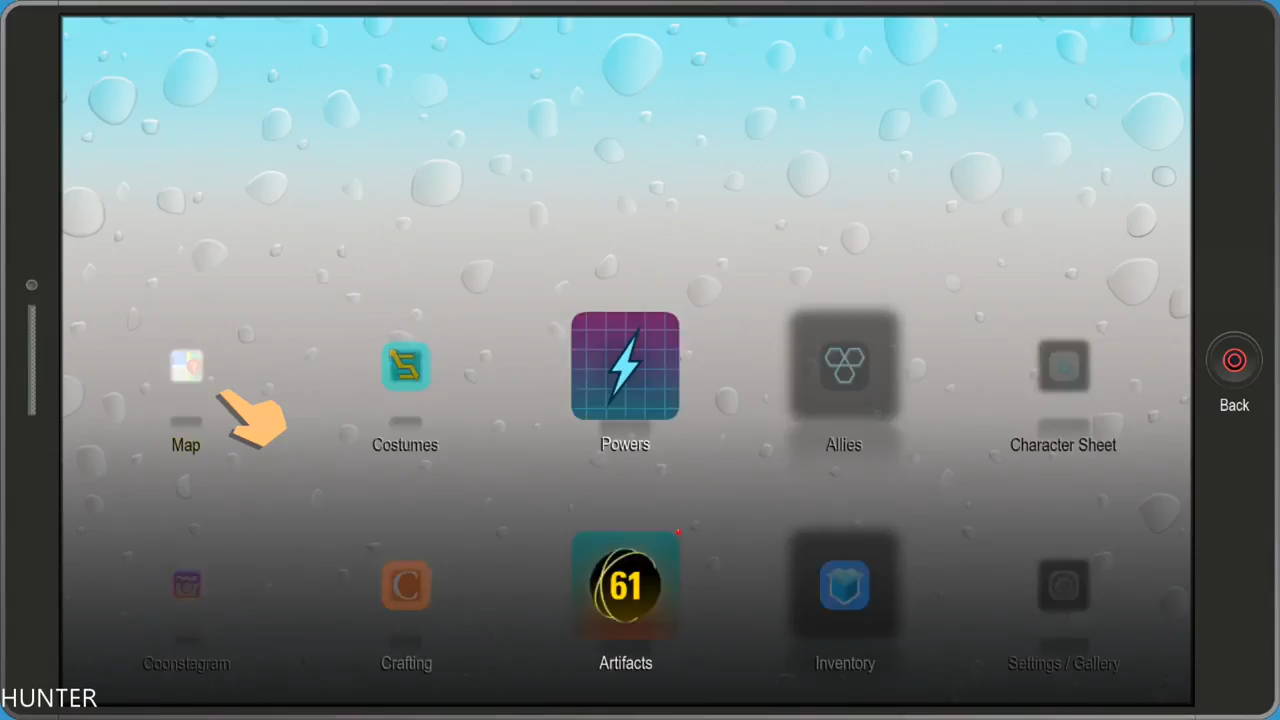 Map
Costumes
Powers
Allies
Character Sheet
Back
61
C
Coonstagram
Crafting
Artifacts
Inventory
Settings / Gallery
HUNTER